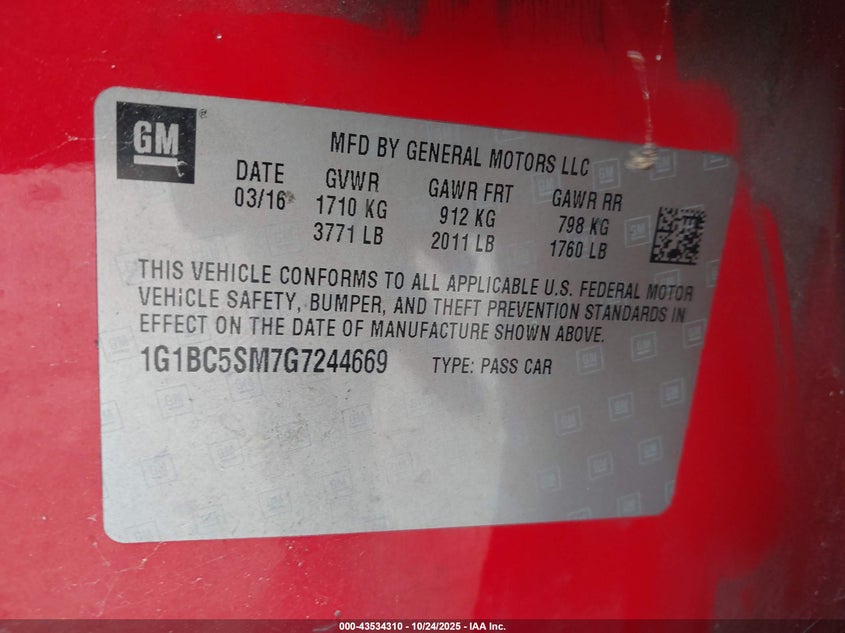 GM ®
MFD BY GENERAL MOTORS LLC
DATE GVWR GAWR FRT GAWR RR
03/16 1710 KG 912 KG 798 KG
3771 LB 2011 LB 1760 LB
THIS VEHICLE CONFORMS TO ALL APPLICABLE U.S. FEDERAL MOTOR
VEHICLE SAFETY, BUMPER, AND THEFT PREVENTION STANDARDS IN
EFFECT ON THE DATE OF MANUFACTURE SHOWN ABOVE.
1G1BC5SM7G7244669 TYPE: PASS CAR
000-43534310 - 10/24/2025 - IAA Inc.